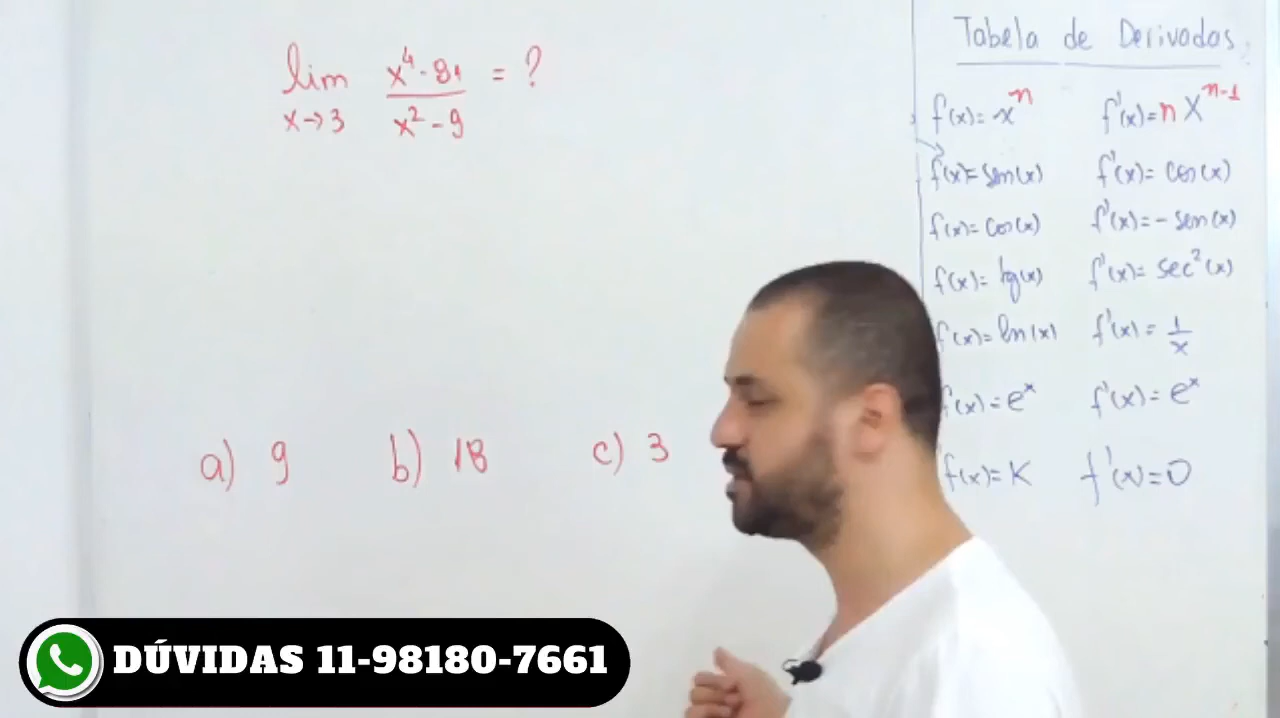 lim x→3 x⁴-81 / x²-9 = ?
a) 9 b) 18 c) 3
Tabela de Derivadas:
f(x)= xⁿ f'(x)= n xⁿ⁻¹
f(x)= sen(x) f'(x)= cos(x)
f(x)= cos(x) f'(x)= - sen(x)
f(x)= tg(x) f'(x)= sec²(x)
f(x)= ln(x) f'(x)= 1/x
f(x)= eˣ f'(x)= eˣ
f(x)= K f'(x)=0
DÚVIDAS 11-98180-7661